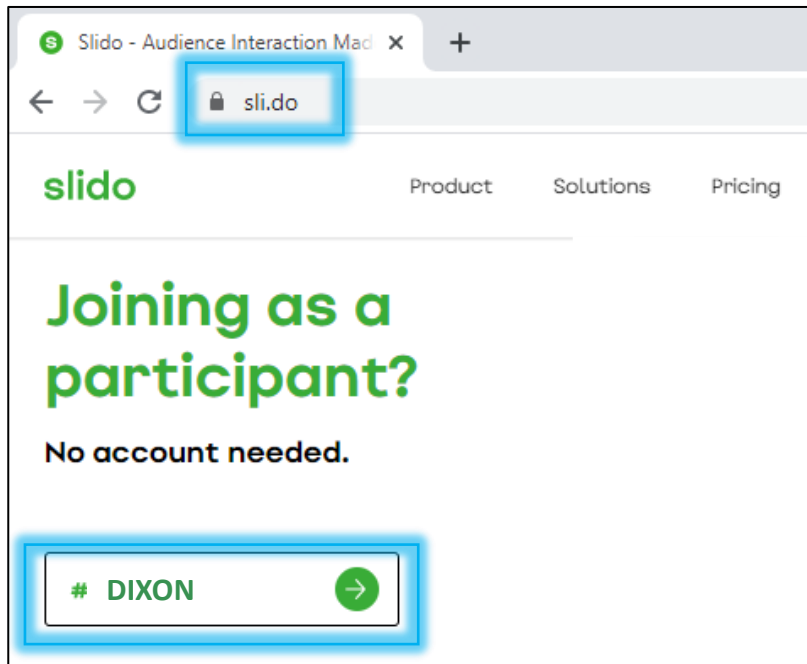 Slido - Audience Interaction Mad
sli.do
slido Product Solutions Pricing
Joining as a
participant?
No account needed.
# DIXON